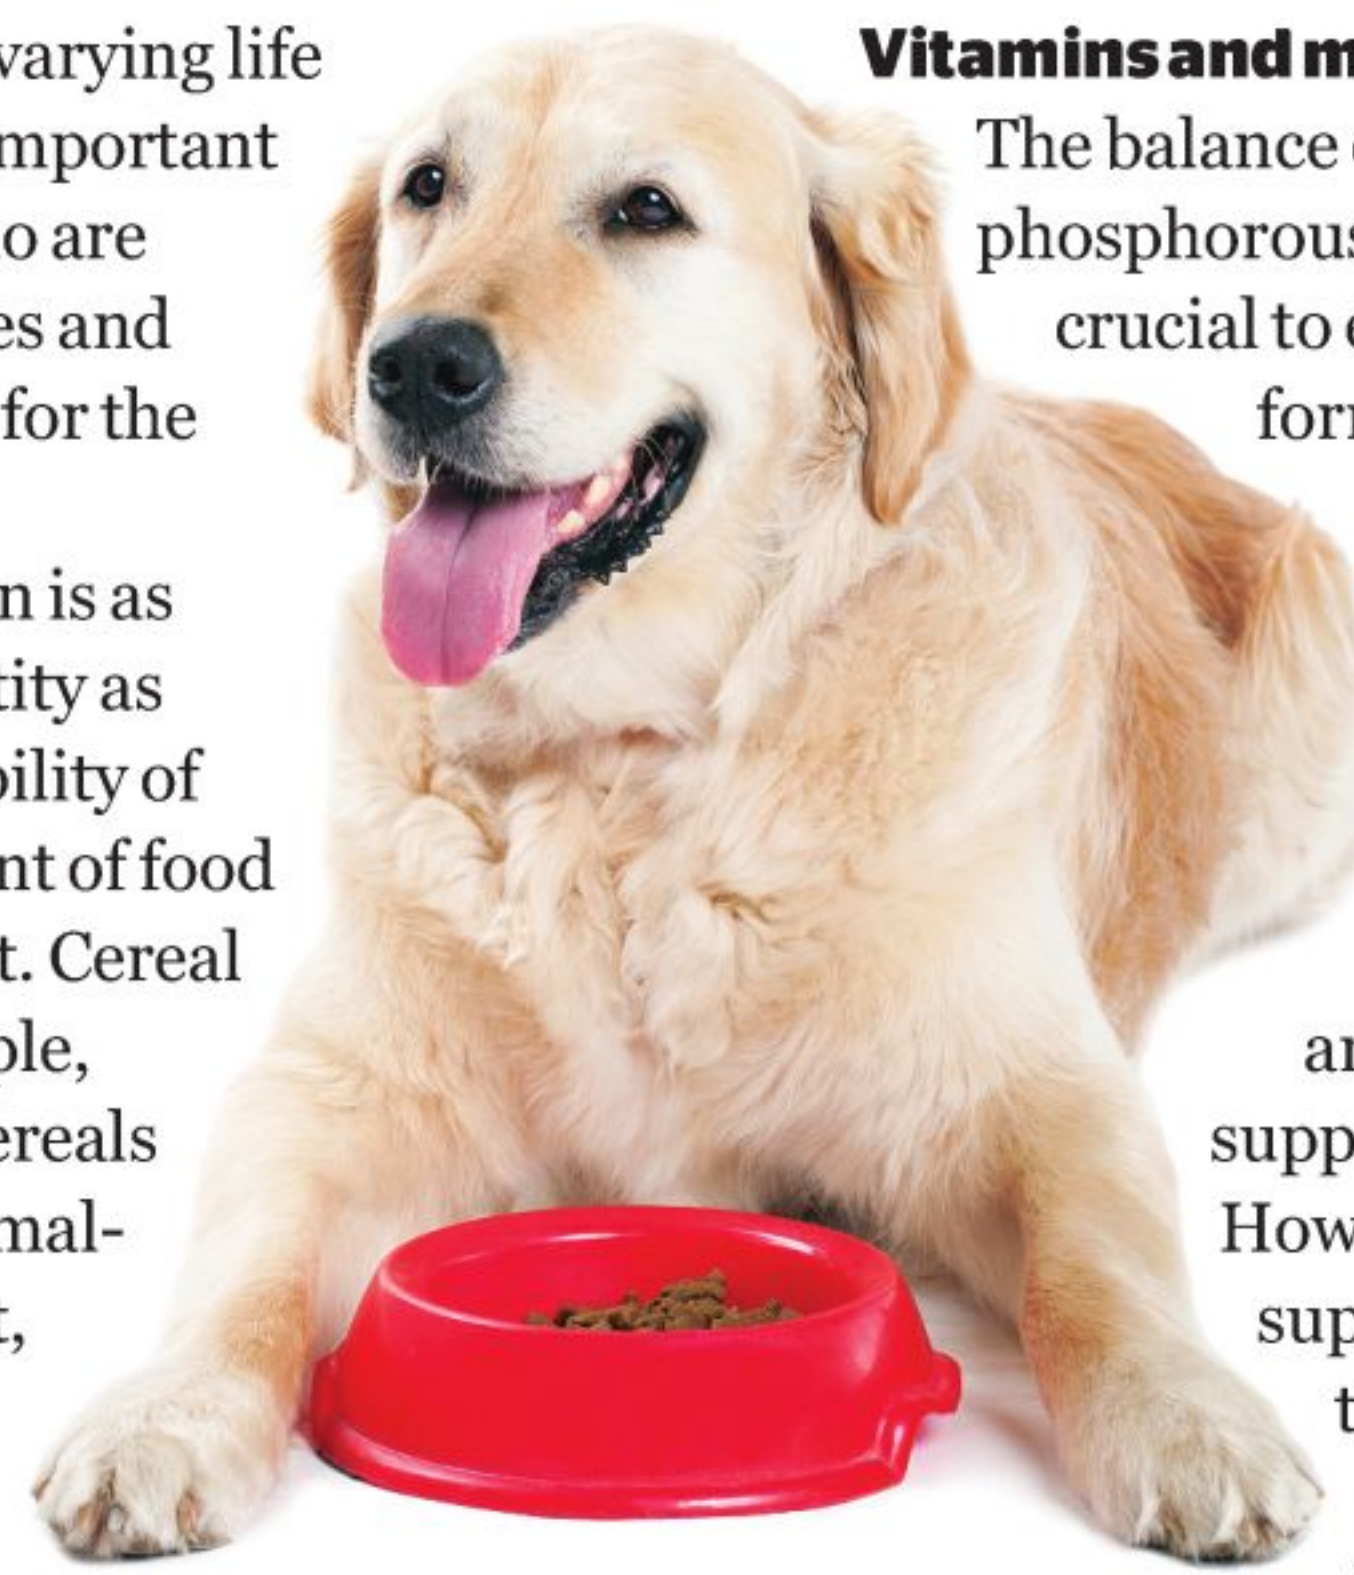 varying life
mportant
o are
es and
for the
n is as
tity as
bility of
nt of food
t. Cereal
ple,
ereals
mal-
t,
Vitamins and m
The balance
phosphorous
crucial to
for
ar
supp
How
sup
t